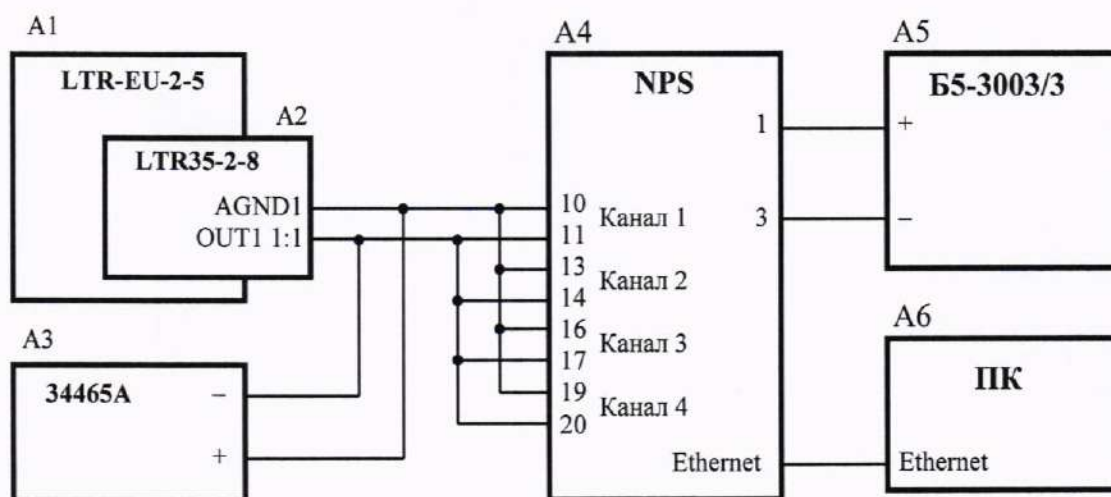 A1
LTR-EU-2-5
A2
LTR35-2-8
AGND1
OUT1 1:1
A3
34465A
−
+
A4
NPS
1
3
10
Канал 1
11
13
Канал 2
14
16
Канал 3
17
19
Канал 4
20
Ethernet
A5
Б5-3003/3
+
−
A6
ПК
Ethernet